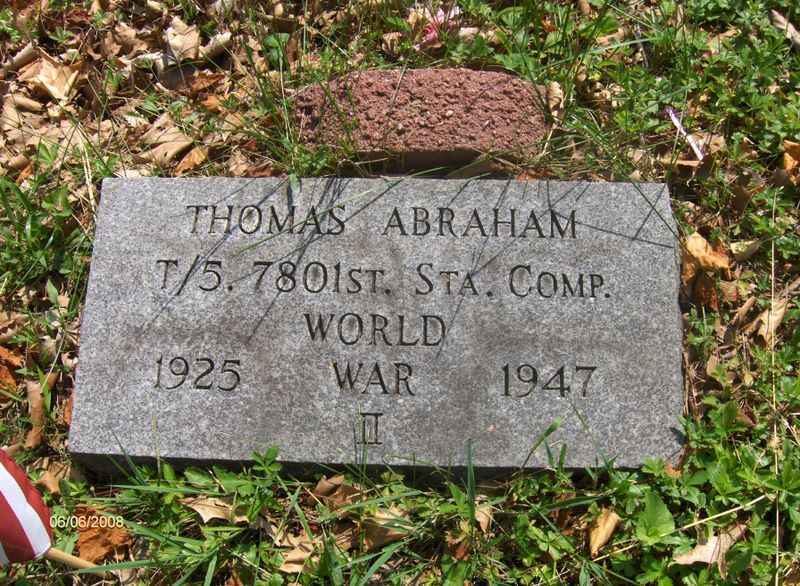 THOMAS ABRAHAM
T/5. 7801ST. STA. COMP.
WORLD
1925 WAR 1947
II
06/06/2008